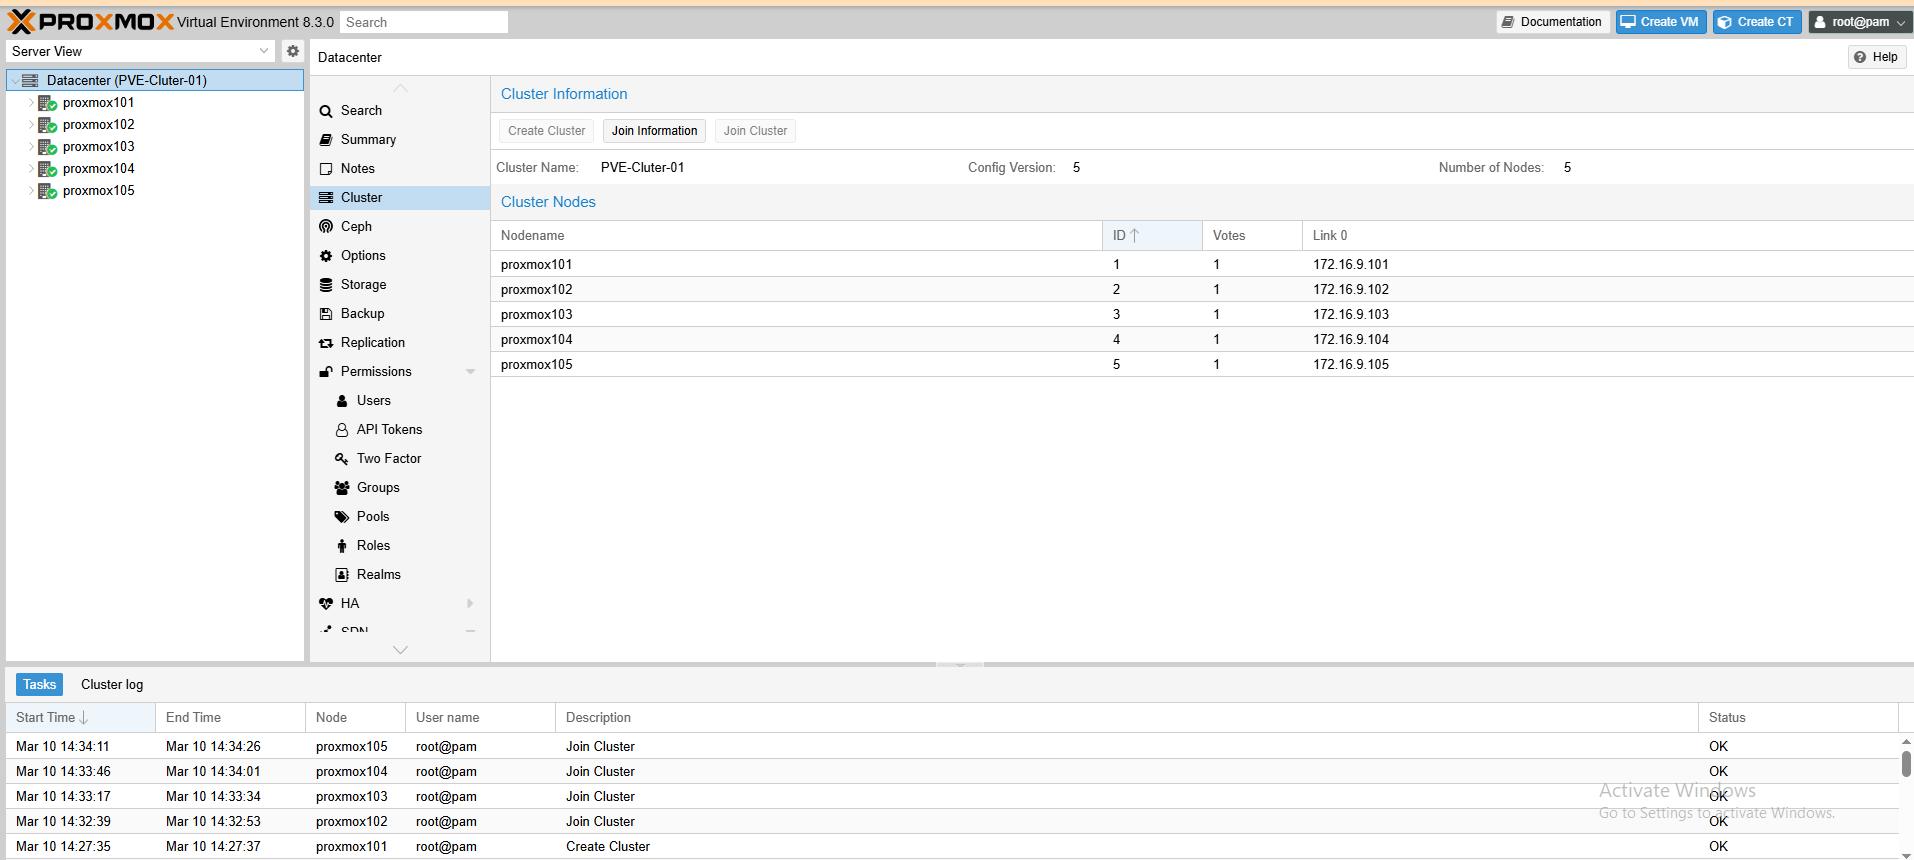 PROXMOX Virtual Environment 8.3.0 Search Documentation Create VM Create CT root@pam
Server View
Datacenter (PVE-Cluter-01)
proxmox101
proxmox102
proxmox103
proxmox104
proxmox105
Datacenter Help
Search
Summary
Notes
Cluster
Ceph
Options
Storage
Backup
Replication
Permissions
Users
API Tokens
Two Factor
Groups
Pools
Roles
Realms
HA
SDN
Cluster Information
Create Cluster Join Information Join Cluster
Cluster Name: PVE-Cluter-01 Config Version: 5 Number of Nodes: 5
Cluster Nodes
Nodename ID Votes Link 0
proxmox101 1 1 172.16.9.101
proxmox102 2 1 172.16.9.102
proxmox103 3 1 172.16.9.103
proxmox104 4 1 172.16.9.104
proxmox105 5 1 172.16.9.105
Tasks Cluster log
Start Time End Time Node User name Description Status
Mar 10 14:34:11 Mar 10 14:34:26 proxmox105 root@pam Join Cluster OK
Mar 10 14:33:46 Mar 10 14:34:01 proxmox104 root@pam Join Cluster OK
Mar 10 14:33:17 Mar 10 14:33:34 proxmox103 root@pam Join Cluster OK
Mar 10 14:32:39 Mar 10 14:32:53 proxmox102 root@pam Join Cluster OK
Mar 10 14:27:35 Mar 10 14:27:37 proxmox101 root@pam Create Cluster OK
Activate Windows
Go to Settings to activate Windows.